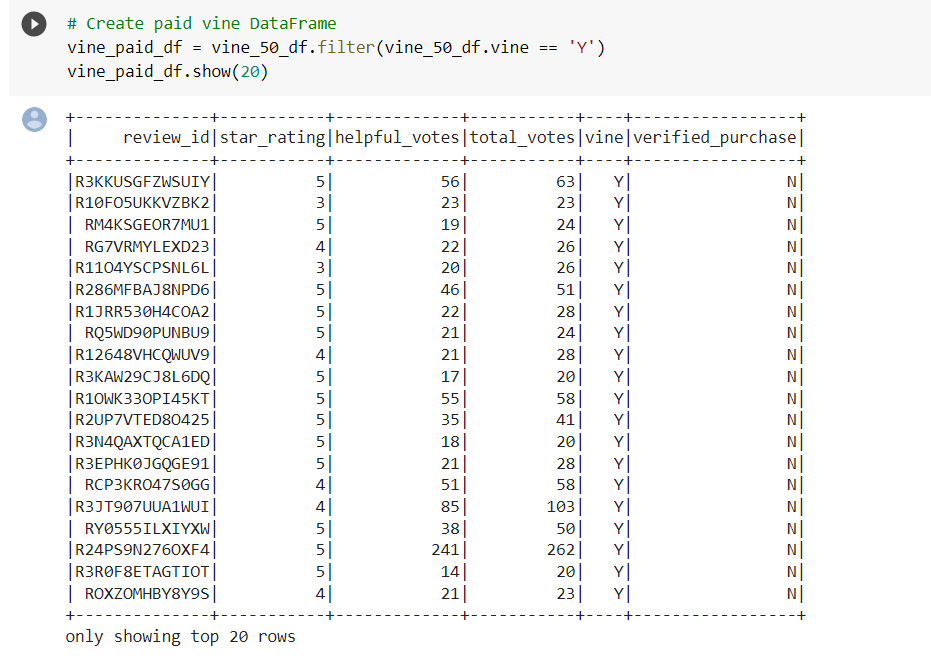 # Create paid vine DataFrame
vine_paid_df = vine_50_df.filter(vine_50_df.vine == 'Y')
vine_paid_df.show(20)
+--------------+-----------+-------------+-----------+----+-----------------+
|     review_id|star_rating|helpful_votes|total_votes|vine|verified_purchase|
+--------------+-----------+-------------+-----------+----+-----------------+
|R3KKUSGFZWSUIY|          5|           56|         63|   Y|                N|
|R10FO5UKKVZBK2|          3|           23|         23|   Y|                N|
| RM4KSGEOR7MU1|          5|           19|         24|   Y|                N|
| RG7VRMYLEXD23|          4|           22|         26|   Y|                N|
|R11O4YSCPSNL6L|          3|           20|         26|   Y|                N|
|R286MFBAJ8NPD6|          5|           46|         51|   Y|                N|
|R1JRR530H4COA2|          5|           22|         28|   Y|                N|
| RQ5WD90PUNBU9|          5|           21|         24|   Y|                N|
|R12648VHCQWUV9|          4|           21|         28|   Y|                N|
|R3KAW29CJ8L6DQ|          5|           17|         20|   Y|                N|
|R1OWK33OPI45KT|          5|           55|         58|   Y|                N|
|R2UP7VTED8O425|          5|           35|         41|   Y|                N|
|R3N4QAXTQCA1ED|          5|           18|         20|   Y|                N|
|R3EPHK0JGQGE91|          5|           21|         28|   Y|                N|
| RCP3KRO47S0GG|          4|           51|         58|   Y|                N|
|R3JT907UUA1WUI|          4|           85|        103|   Y|                N|
| RY0555ILXIYXW|          5|           38|         50|   Y|                N|
|R24PS9N276OXF4|          5|          241|        262|   Y|                N|
|R3R0F8ETAGTIOT|          5|           14|         20|   Y|                N|
| ROXZOMHBY8Y9S|          4|           21|         23|   Y|                N|
+--------------+-----------+-------------+-----------+----+-----------------+
only showing top 20 rows